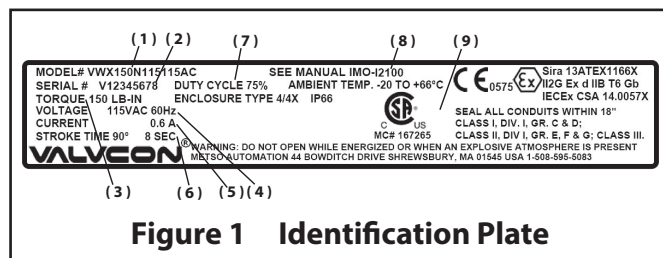 ( 1 ) ( 2 ) ( 7 ) ( 8 ) ( 9 )
MODEL# VWX150N115115AC SEE MANUAL IMO-I2100
SERIAL # V12345678 DUTY CYCLE 75% AMBIENT TEMP. -20 TO +66°C
TORQUE 150 LB-IN ENCLOSURE TYPE 4/4X IP66
VOLTAGE 115VAC 60Hz
CURRENT 0.6 A
STROKE TIME 90° 8 SEC
CE 0575 Ex Sira 13ATEX1166X
II2G Ex d IIB T6 Gb
IECEx CSA 14.0057X
SA
C US
MC# 167265
SEAL ALL CONDUITS WITHIN 18"
CLASS I, DIV. I, GR. C & D;
CLASS II, DIV I, GR. E, F & G; CLASS III.
VALVCON® WARNING: DO NOT OPEN WHILE ENERGIZED OR WHEN AN EXPLOSIVE ATMOSPHERE IS PRESENT
METSO AUTOMATION 44 BOWDITCH DRIVE SHREWSBURY, MA 01545 USA 1-508-595-5083
( 3 ) ( 6 ) ( 5 ) ( 4 )
Figure 1 Identification Plate